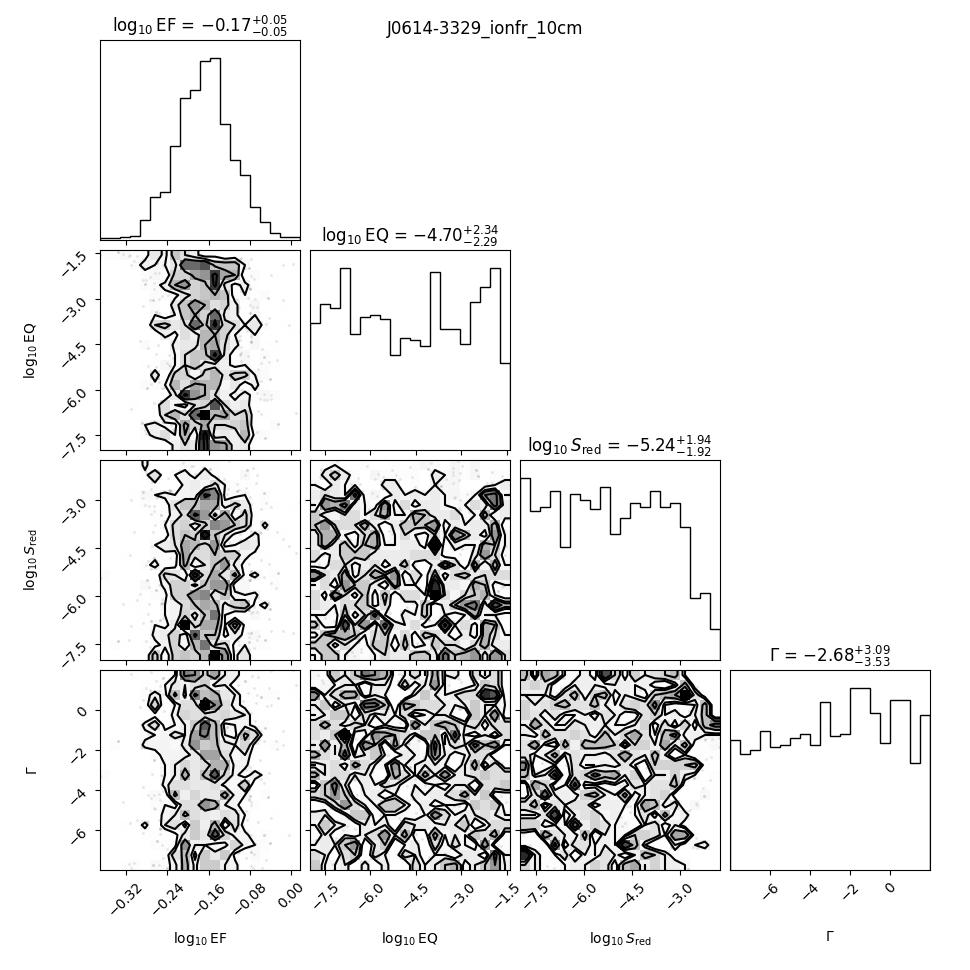 J0614-3329_ionfr_10cm
log₁₀ EF = −0.17+0.05−0.05
log₁₀ EQ = −4.70+2.34−2.29
−1.5
−3.0
−4.5
−6.0
−7.5
log₁₀ EQ
log₁₀ Sred = −5.24+1.94−1.92
−3.0
−4.5
−6.0
−7.5
log₁₀ Sred
Γ = −2.68+3.09−3.53
0
−2
−4
−6
Γ
−0.32 −0.24 −0.16 −0.08 0.00 −7.5 −6.0 −4.5 −3.0 −1.5 −7.5 −6.0 −4.5 −3.0 −6 −4 −2 0
log₁₀ EF log₁₀ EQ log₁₀ Sred Γ